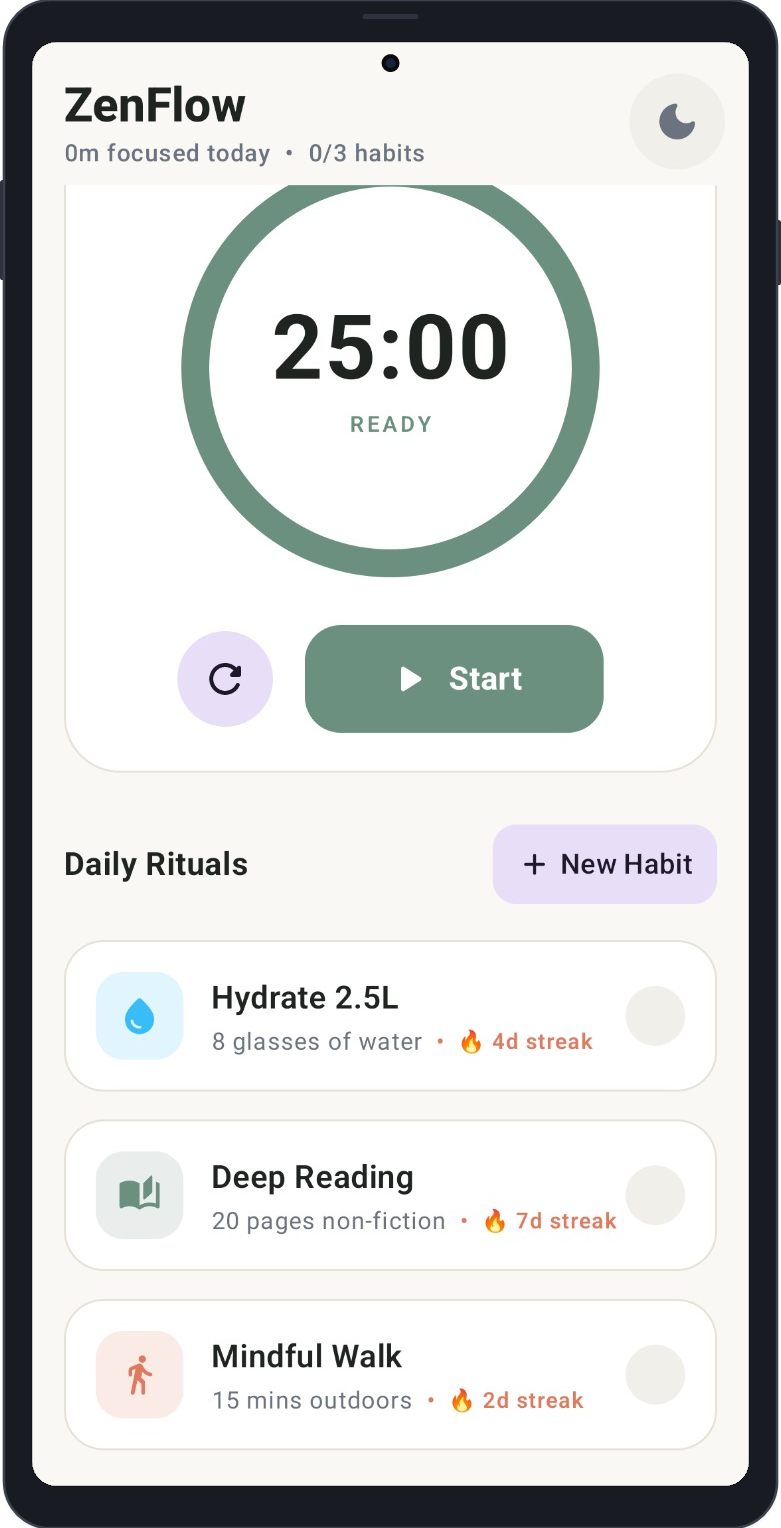 ZenFlow
0m focused today • 0/3 habits
25:00
READY
Start
Daily Rituals
+ New Habit
Hydrate 2.5L
8 glasses of water • 🔥 4d streak
Deep Reading
20 pages non-fiction • 🔥 7d streak
Mindful Walk
15 mins outdoors • 🔥 2d streak